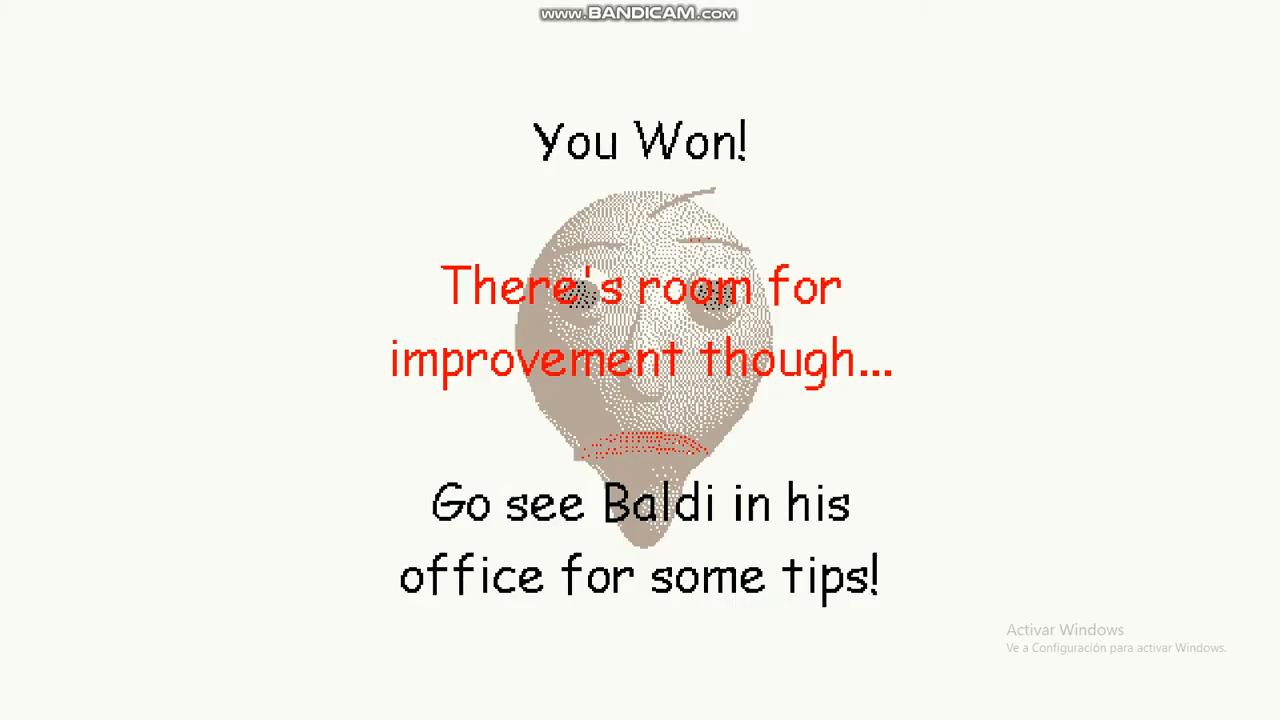 www.BANDICAM.com
You Won!
There's room for
improvement though...
Go see Baldi in his
office for some tips!
Activar Windows
Ve a Configuración para activar Windows.